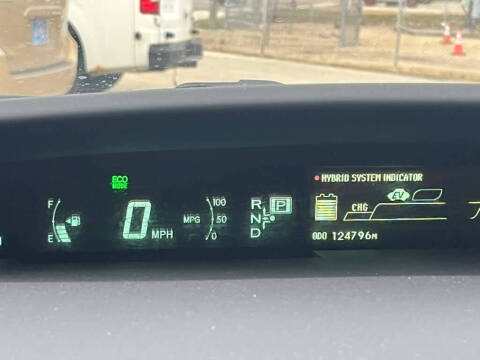 ECO
MODE
HYBRID SYSTEM INDICATOR
F
E
0 MPH
MPG
100
50
0
R
N
D
P
EV
CHG
ODO 124796M